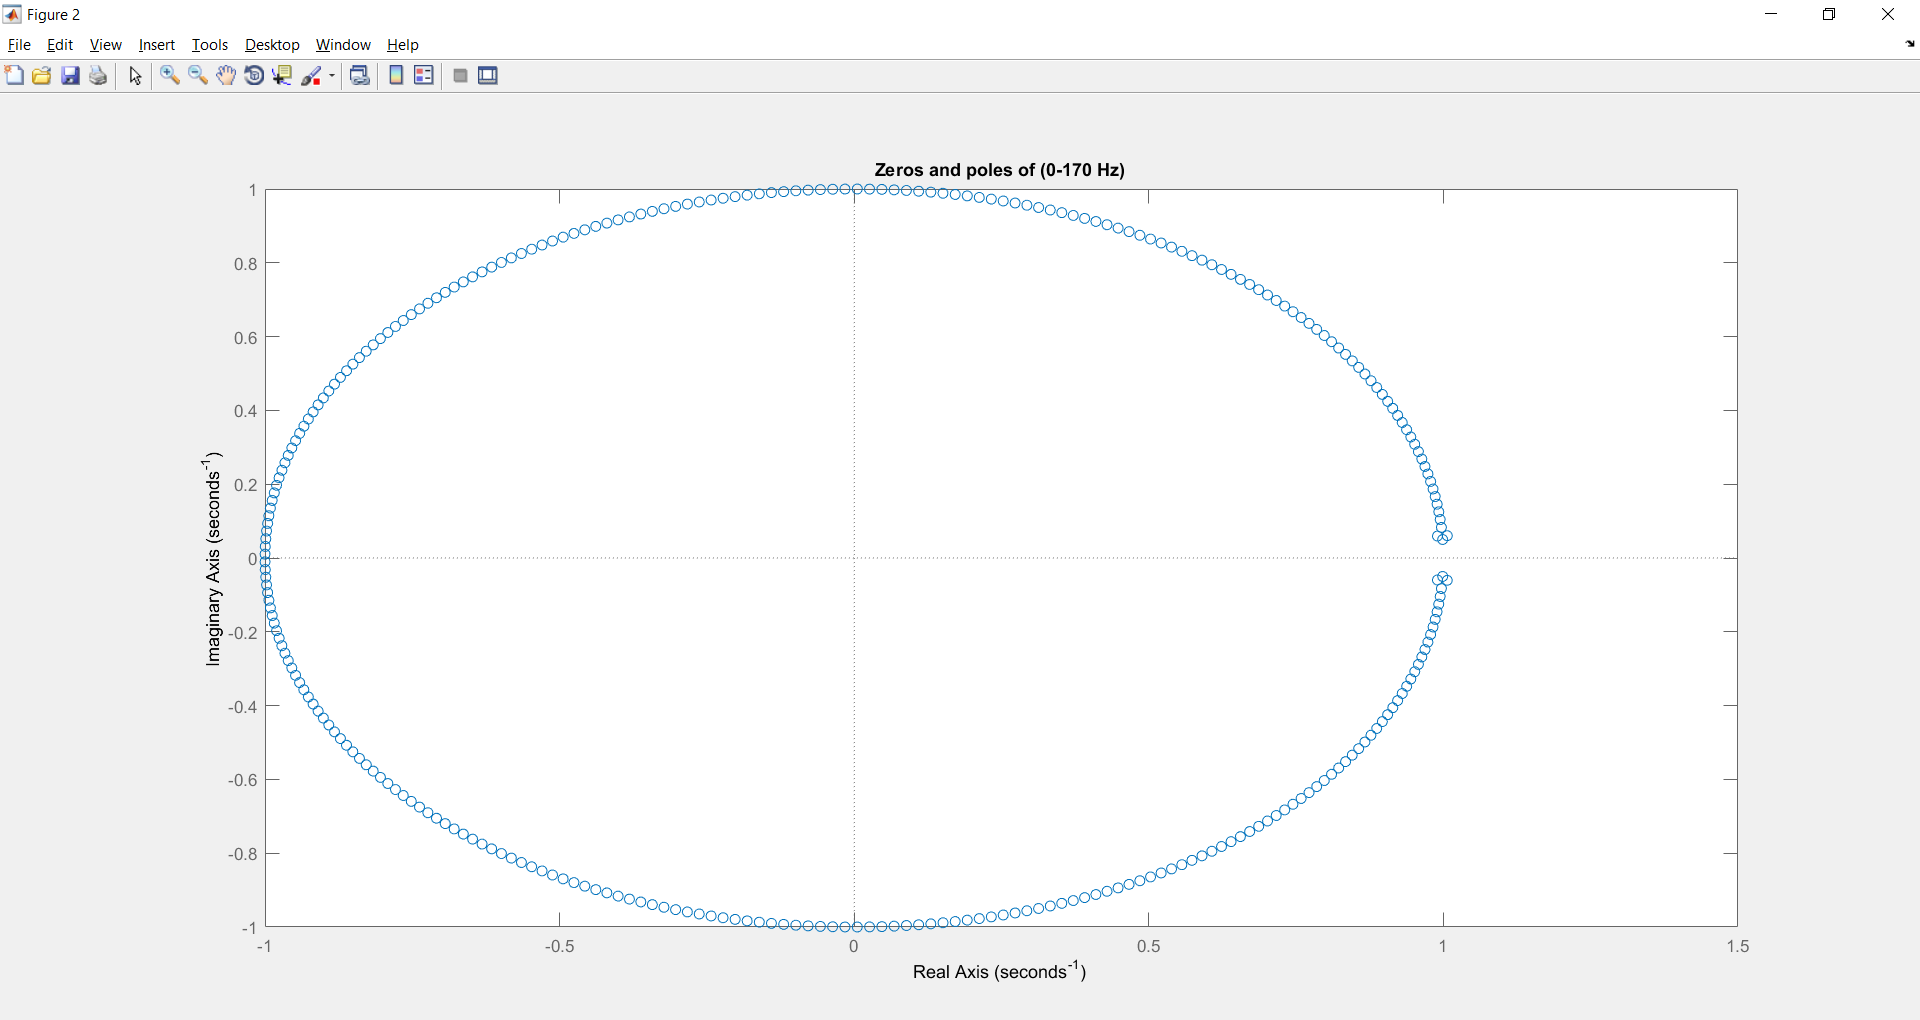 Figure 2
File Edit View Insert Tools Desktop Window Help
Zeros and poles of (0-170 Hz)
1
0.8
0.6
0.4
0.2
0
-0.2
-0.4
-0.6
-0.8
-1
Imaginary Axis (seconds⁻¹)
-1 -0.5 0 0.5 1 1.5
Real Axis (seconds⁻¹)